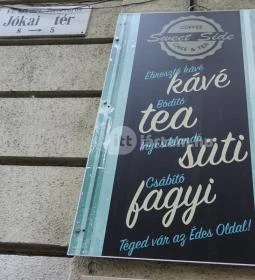 Jókai tér
8 → 5
COFFEE
Sweet Side
CAKE & TEA
Ébresztő kávé
kávé
Bódító
tea
Ínycsiklandó
süti
Csábító
fagyi
Téged vár az Édes Oldal!